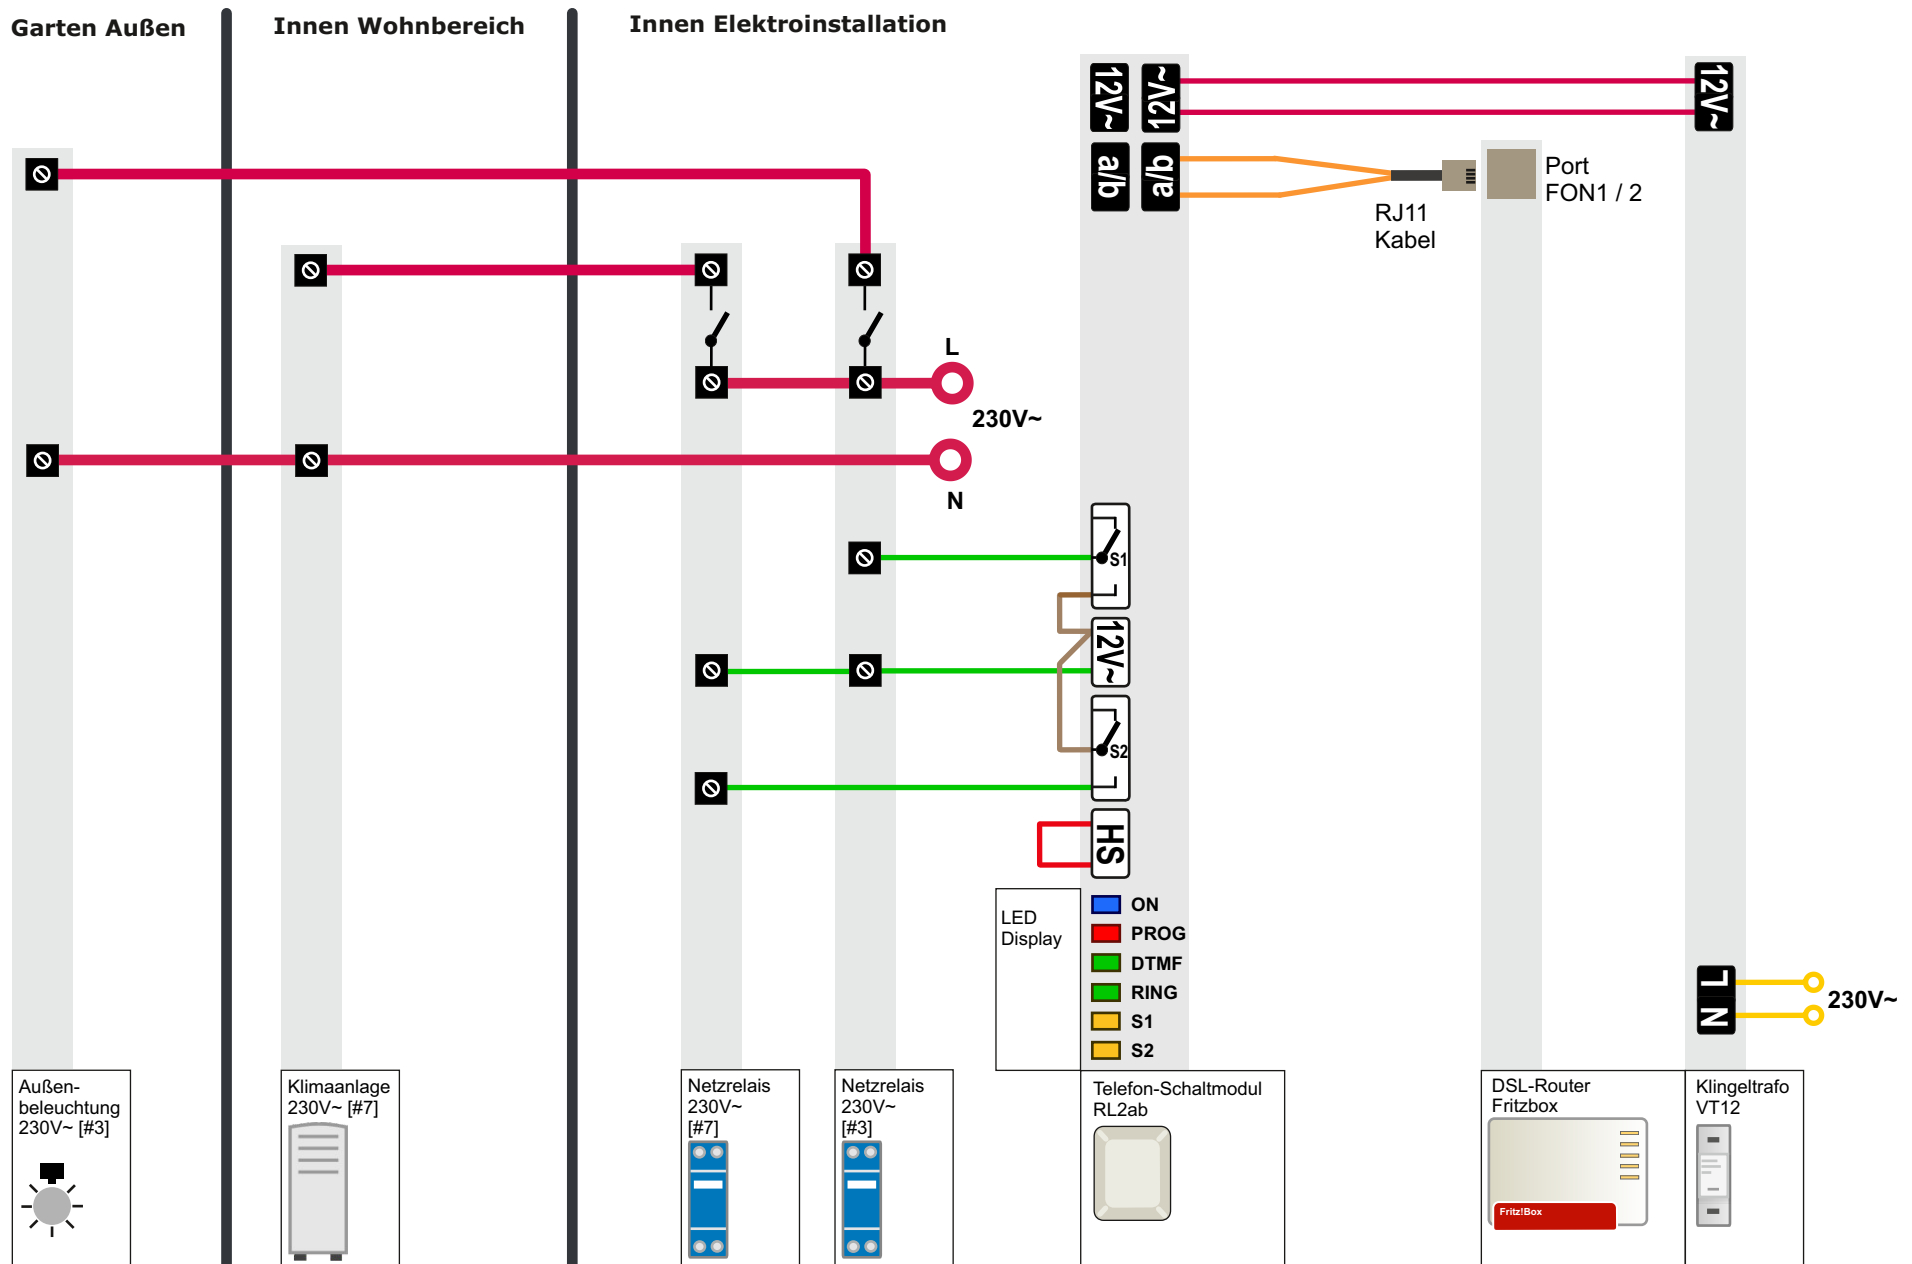 Garten Außen
Innen Wohnbereich
Innen Elektroinstallation
12V~
12V~
12V~
a/b
a/b
Port
FON1 / 2
RJ11
Kabel
L
230V~
N
S1
12V~
S2
HS
LED
Display
ON
PROG
DTMF
RING
S1
S2
L
N
230V~
Außen-
beleuchtung
230V~ [#3]
Klimaanlage
230V~ [#7]
Netzrelais
230V~
[#7]
Netzrelais
230V~
[#3]
Telefon-Schaltmodul
RL2ab
DSL-Router
Fritzbox
Fritz!Box
Klingeltrafo
VT12